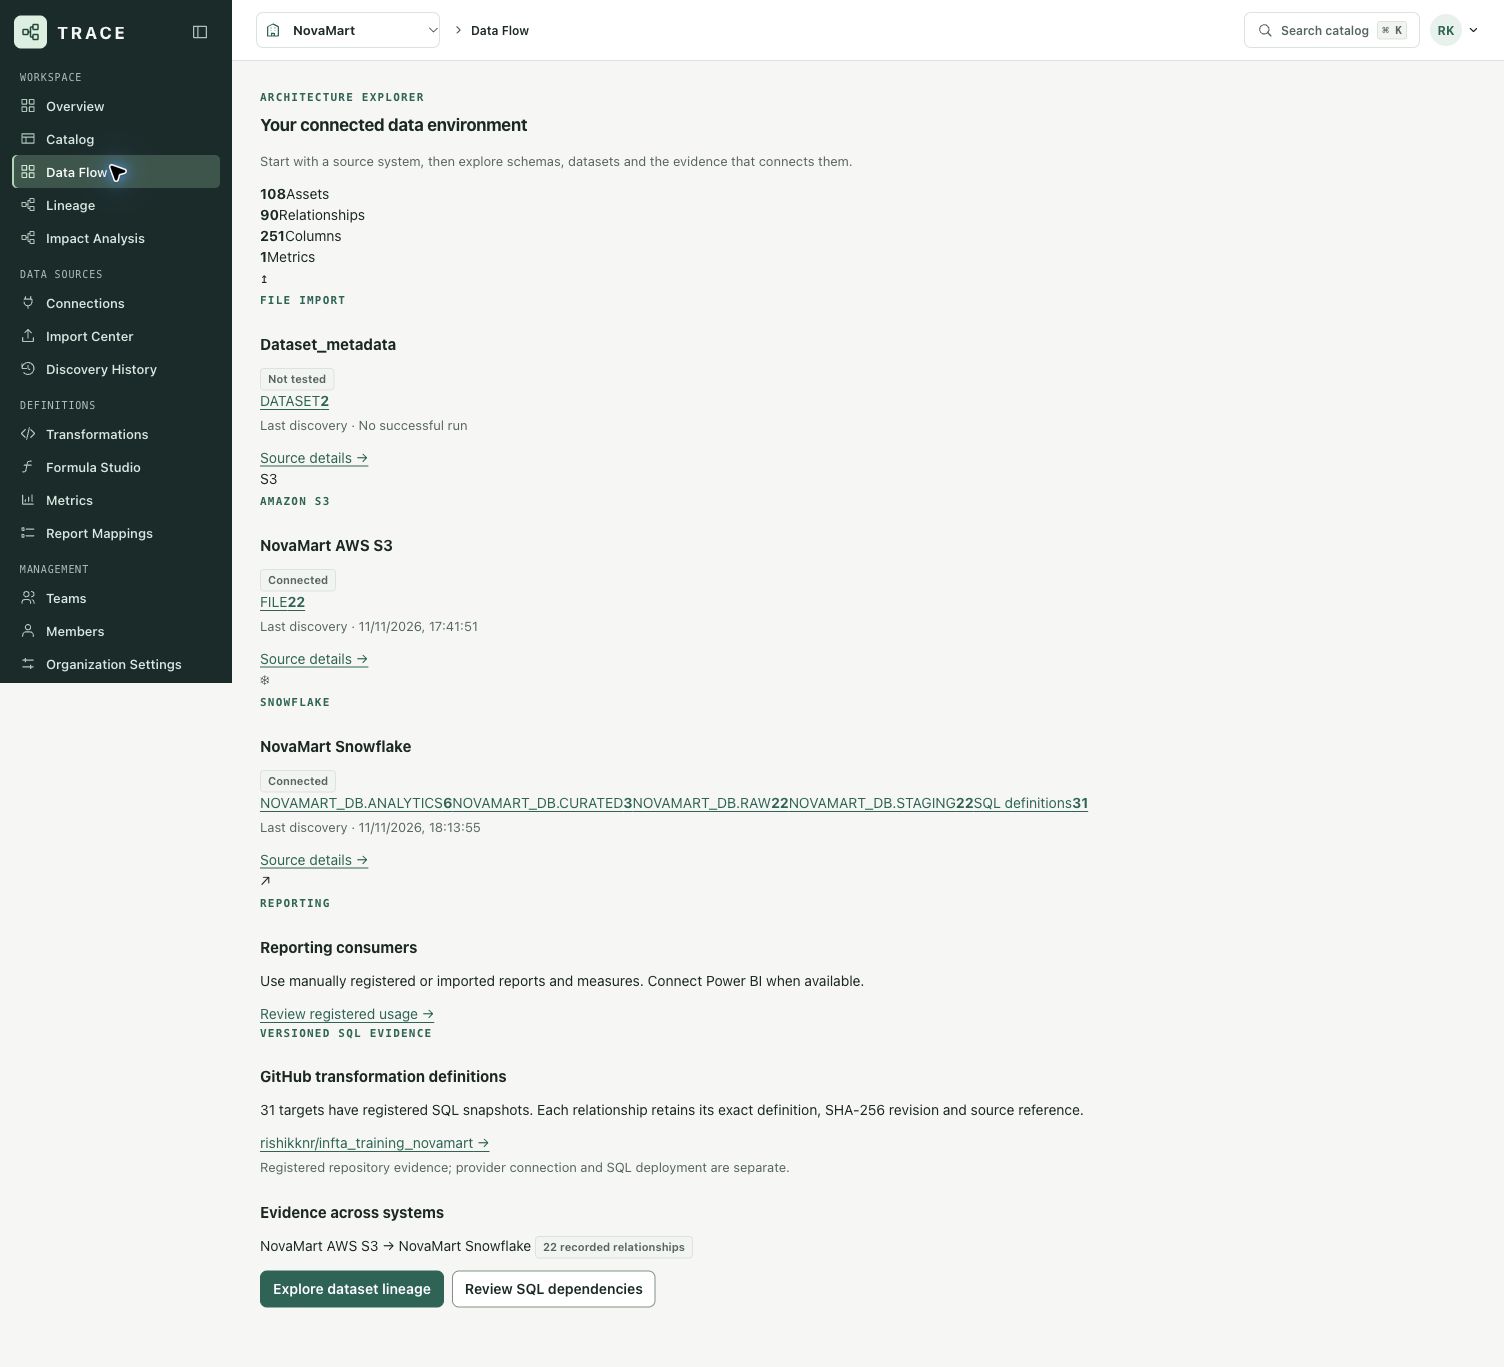 TRACE
WORKSPACE
Overview
Catalog
Data Flow
Lineage
Impact Analysis
DATA SOURCES
Connections
Import Center
Discovery History
DEFINITIONS
Transformations
Formula Studio
Metrics
Report Mappings
MANAGEMENT
Teams
Members
Organization Settings
NovaMart
Data Flow
Search catalog ⌘ K
RK
ARCHITECTURE EXPLORER
Your connected data environment
Start with a source system, then explore schemas, datasets and the evidence that connects them.
108Assets
90Relationships
251Columns
1Metrics
↥
FILE IMPORT
Dataset_metadata
Not tested
DATASET2
Last discovery · No successful run
Source details →
S3
AMAZON S3
NovaMart AWS S3
Connected
FILE22
Last discovery · 11/11/2026, 17:41:51
Source details →
❄
SNOWFLAKE
NovaMart Snowflake
Connected
NOVAMART_DB.ANALYTICS6NOVAMART_DB.CURATED3NOVAMART_DB.RAW22NOVAMART_DB.STAGING22SQL definitions31
Last discovery · 11/11/2026, 18:13:55
Source details →
↗
REPORTING
Reporting consumers
Use manually registered or imported reports and measures. Connect Power BI when available.
Review registered usage →
VERSIONED SQL EVIDENCE
GitHub transformation definitions
31 targets have registered SQL snapshots. Each relationship retains its exact definition, SHA-256 revision and source reference.
rishikknr/infta_training_novamart →
Registered repository evidence; provider connection and SQL deployment are separate.
Evidence across systems
NovaMart AWS S3 → NovaMart Snowflake 22 recorded relationships
Explore dataset lineage
Review SQL dependencies